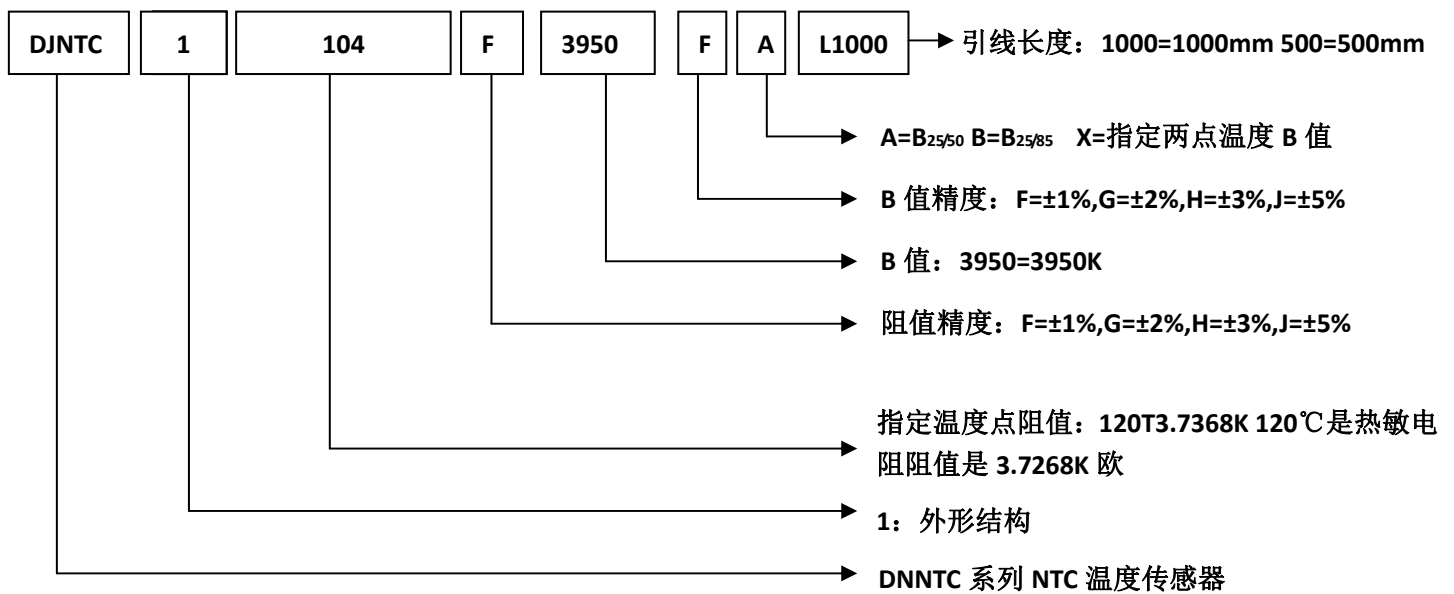 DJNTC 1 104 F 3950 F A L1000 引线长度：1000=1000mm 500=500mm
A=B25/50 B=B25/85 X=指定两点温度 B 值
B 值精度：F=±1%,G=±2%,H=±3%,J=±5%
B 值：3950=3950K
阻值精度：F=±1%,G=±2%,H=±3%,J=±5%
指定温度点阻值：120T3.7368K 120℃是热敏电
阻阻值是 3.7268K 欧
1：外形结构
DNNTC 系列 NTC 温度传感器